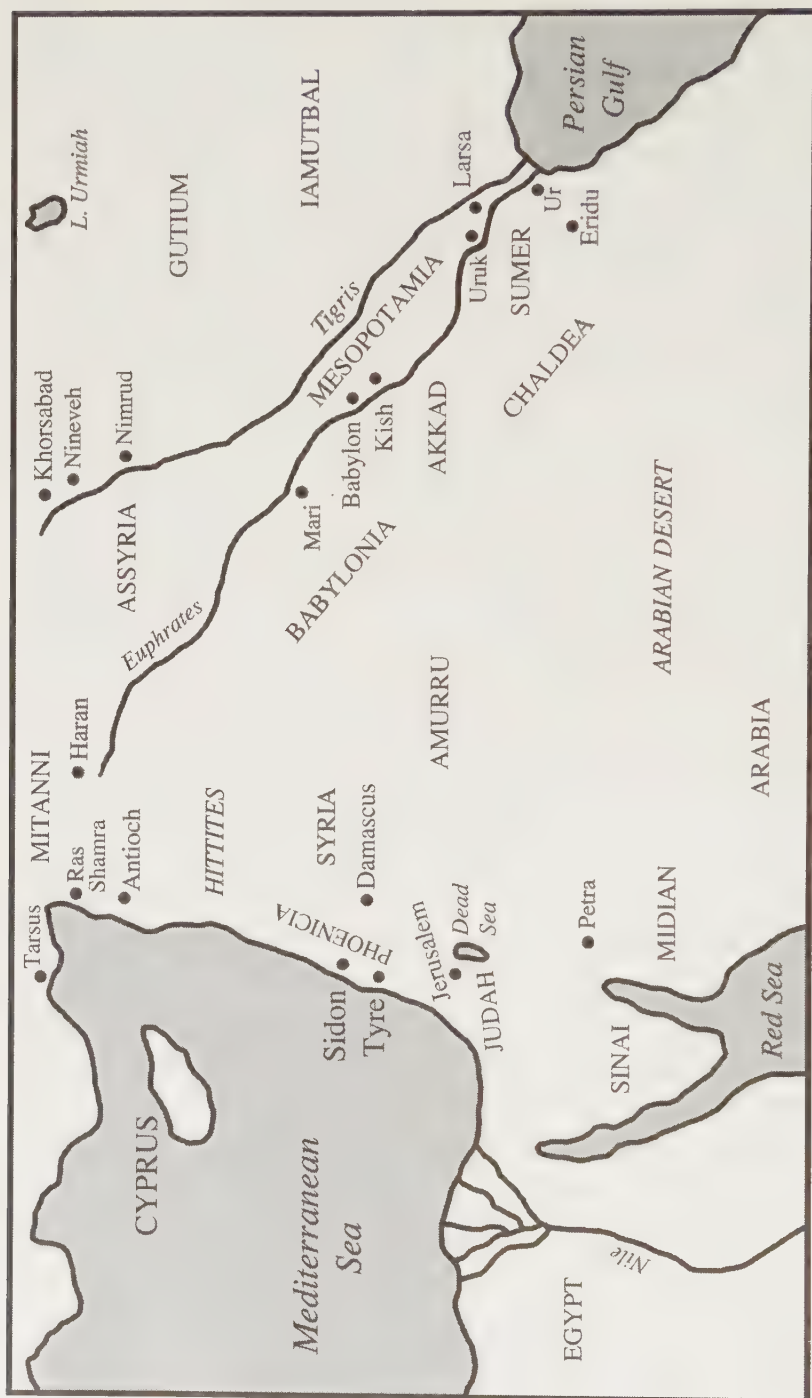 Tarsus
MITANNI
Ras
Shamra
Haran
Antioch
Khorsabad
Nineveh
Nimrud
L. Urmiah
ASSYRIA
GUTIUM
CYPRUS
HITTITES
Euphrates
Tigris
IAMUTBAL
Mediterranean
Sea
Sidon
Tyre
PHOENICIA
SYRIA
Damascus
Mari
BABYLONIA
MESOPOTAMIA
Babylon
Kish
AKKAD
AMURRU
Jerusalem
Dead
Sea
JUDAH
Larsa
Uruk
SUMER
Ur
Eridu
CHALDEA
Persian
Gulf
EGYPT
Nile
SINAI
Petra
MIDIAN
Red Sea
ARABIAN DESERT
ARABIA